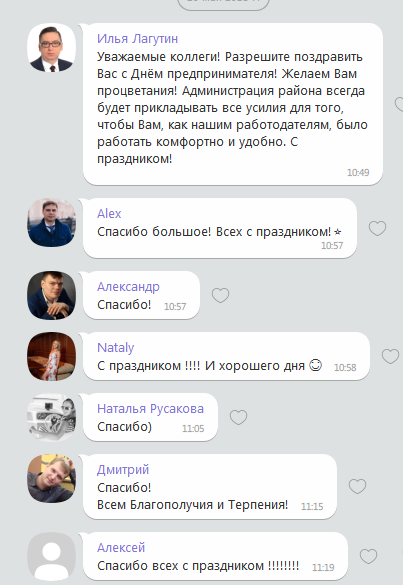 Илья Лагутин
Уважаемые коллеги! Разрешите поздравить
Вас с Днём предпринимателя! Желаем Вам
процветания! Администрация района всегда
будет прикладывать все усилия для того,
чтобы Вам, как нашим работодателям, было
работать комфортно и удобно. С
праздником!
10:49
Alex
Спасибо большое! Всех с праздником!⭐
10:57
Александр
Спасибо! 10:57
Nataly
С праздником !!!! И хорошего дня 😊 10:58
Наталья Русакова
Спасибо) 11:05
Дмитрий
Спасибо!
Всем Благополучия и Терпения! 11:15
Алексей
Спасибо всех с праздником !!!!!!!! 11:19